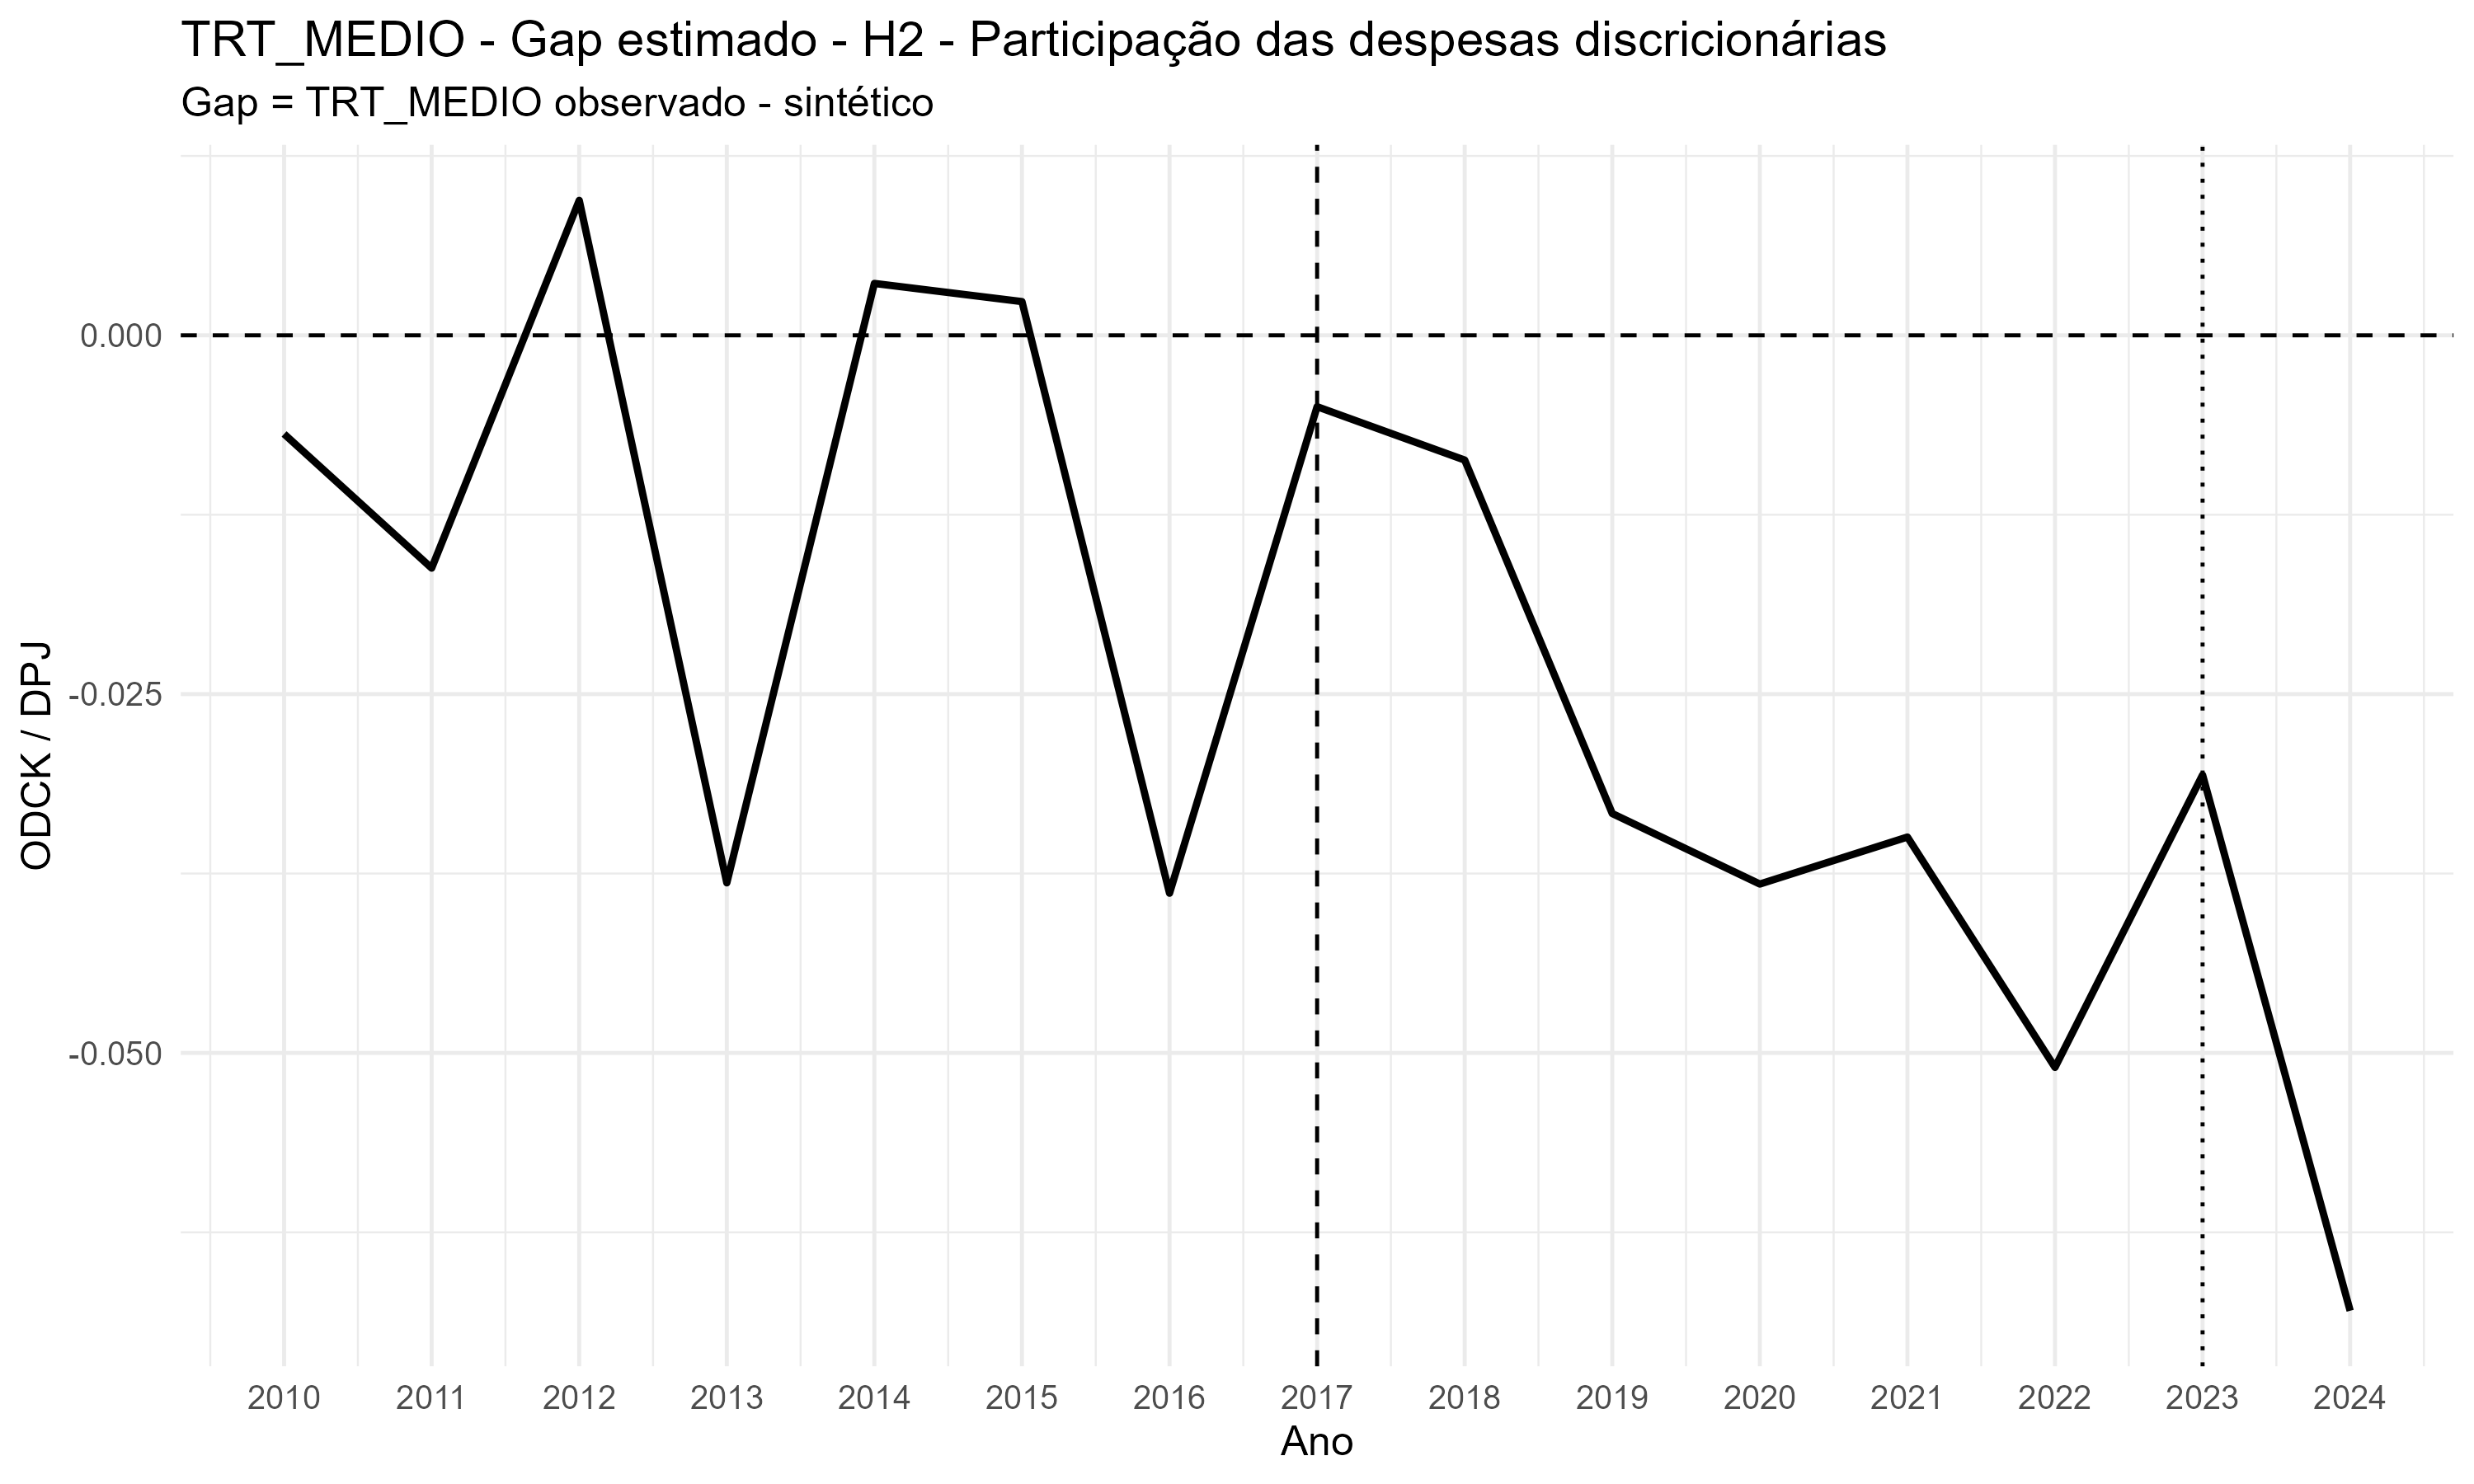 TRT_MEDIO - Gap estimado - H2 - Participação das despesas discricionárias
Gap = TRT_MEDIO observado - sintético
ODCK / DPJ
0.000
-0.025
-0.050
2010 2011 2012 2013 2014 2015 2016 2017 2018 2019 2020 2021 2022 2023 2024
Ano